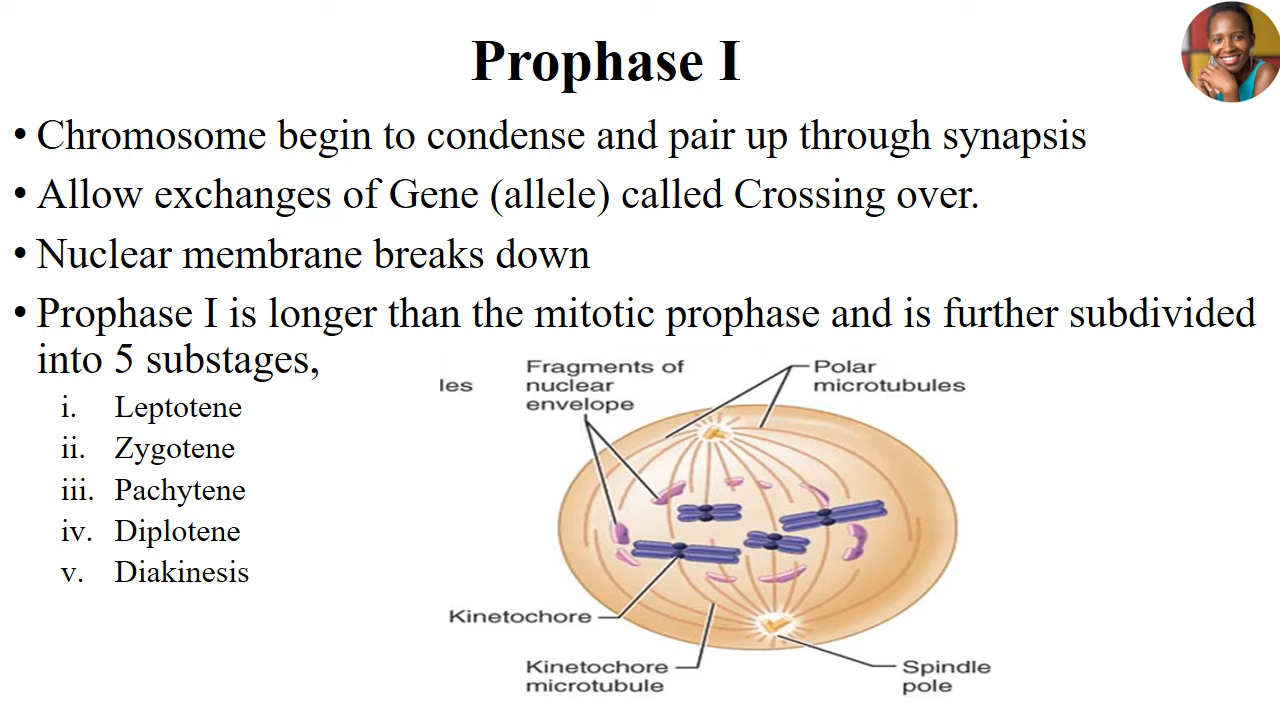 Prophase I
• Chromosome begin to condense and pair up through synapsis
• Allow exchanges of Gene (allele) called Crossing over.
• Nuclear membrane breaks down
• Prophase I is longer than the mitotic prophase and is further subdivided
into 5 substages,
i. Leptotene
ii. Zygotene
iii. Pachytene
iv. Diplotene
v. Diakinesis
les
Fragments of
nuclear
envelope
Polar
microtubules
Kinetochore
Kinetochore
microtubule
Spindle
pole